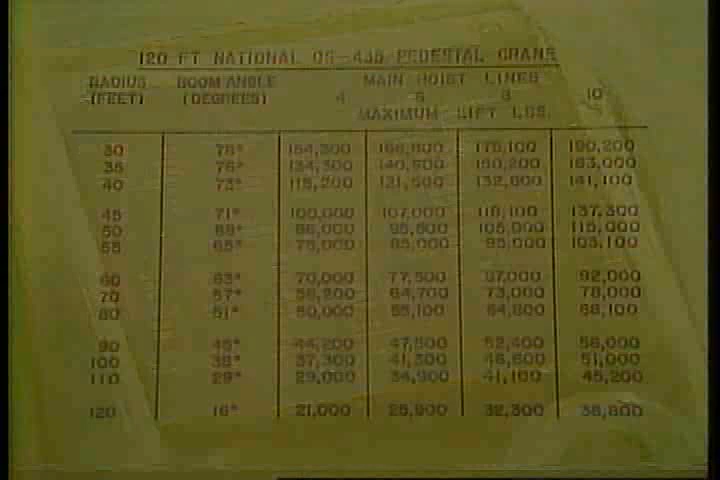 120 FT NATIONAL OS-435 PEDESTAL CRANE
RADIUS BOOM ANGLE MAIN HOIST LINES
(FEET) (DEGREES) 4 6 8 10
MAXIMUM LIFT LBS.
30 78° 154,300 166,800 175,100 190,200
35 76° 134,300 140,500 150,200 163,000
40 73° 115,200 121,500 132,600 141,100
45 71° 100,000 107,000 118,100 137,300
50 68° 86,000 95,500 105,000 115,000
55 65° 75,000 85,000 95,000 103,100
60 63° 70,000 77,500 87,000 92,000
70 57° 56,200 64,700 73,000 78,000
80 51° 50,000 55,100 64,800 68,100
90 45° 44,200 47,500 52,400 56,000
100 38° 37,300 41,300 46,600 51,000
110 29° 29,000 34,900 41,100 45,200
120 16° 21,000 25,900 32,300 38,800